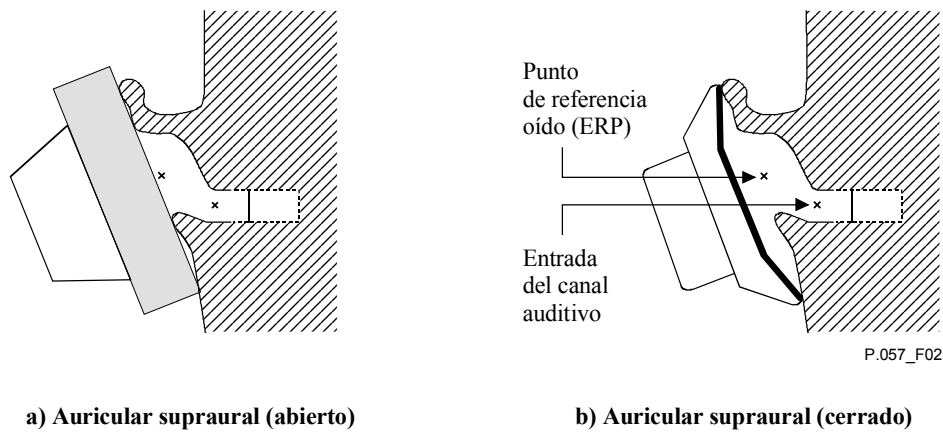 Punto
de referencia
oído (ERP)
Entrada
del canal
auditivo
P.057_F02
a) Auricular supraural (abierto)
b) Auricular supraural (cerrado)